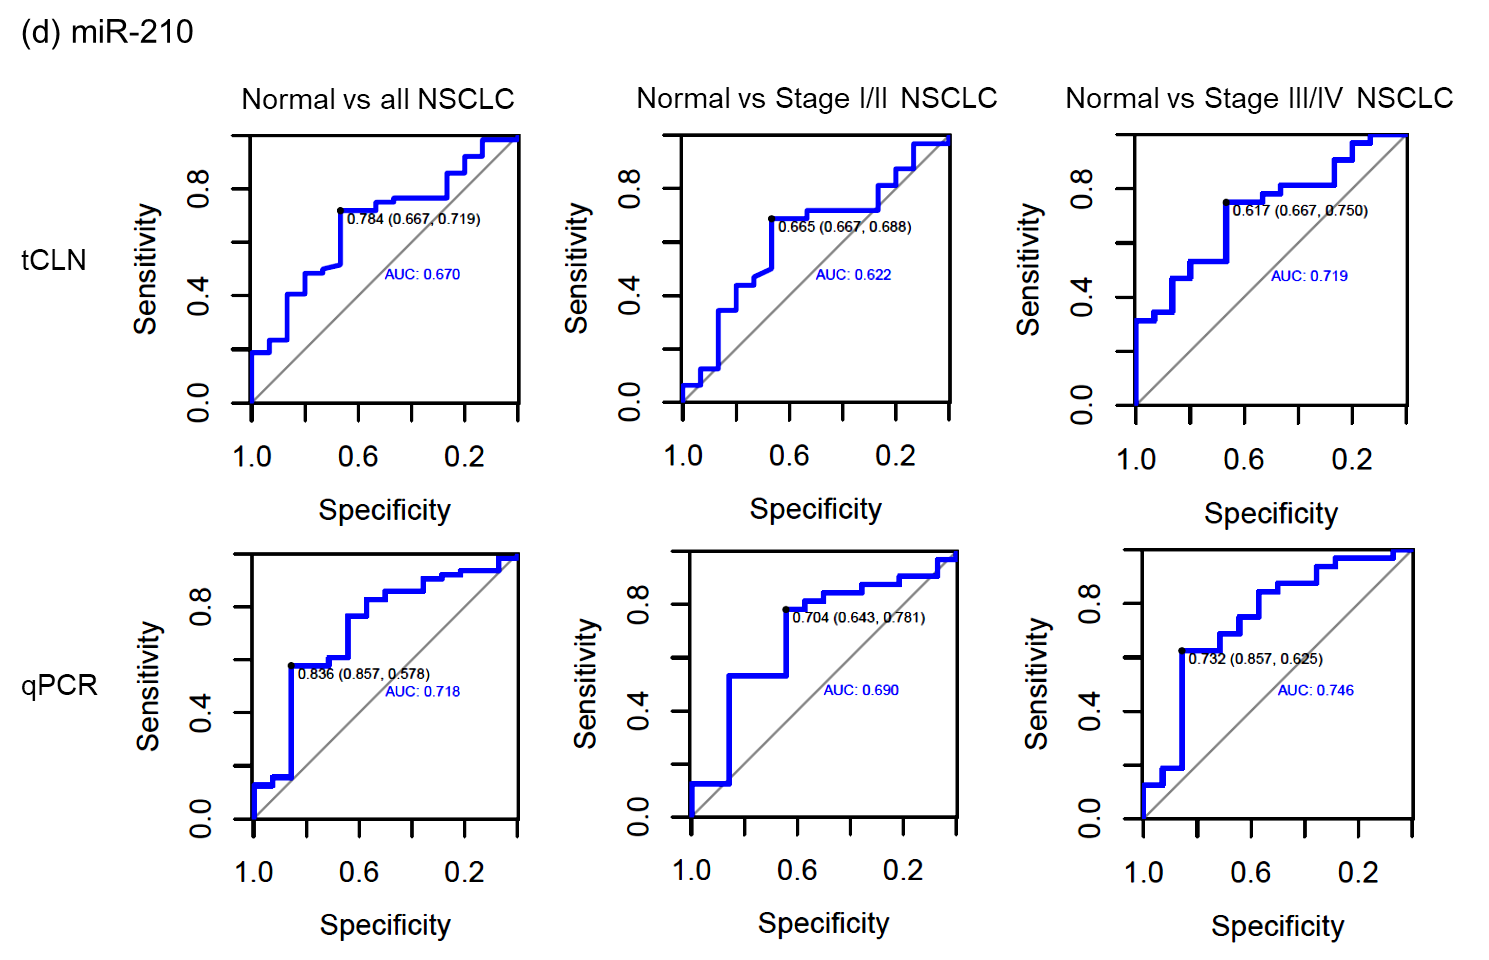 (d) miR-210
Normal vs all NSCLC
Normal vs Stage I/II NSCLC
Normal vs Stage III/IV NSCLC
tCLN
Sensitivity
0.8
0.4
0.0
0.784 (0.667, 0.719)
AUC: 0.670
1.0 0.6 0.2
Specificity
Sensitivity
0.8
0.4
0.0
0.665 (0.667, 0.688)
AUC: 0.622
1.0 0.6 0.2
Specificity
Sensitivity
0.8
0.4
0.0
0.617 (0.667, 0.750)
AUC: 0.719
1.0 0.6 0.2
Specificity
qPCR
Sensitivity
0.8
0.4
0.0
0.836 (0.857, 0.578)
AUC: 0.718
1.0 0.6 0.2
Specificity
Sensitivity
0.8
0.4
0.0
0.704 (0.643, 0.781)
AUC: 0.690
1.0 0.6 0.2
Specificity
Sensitivity
0.8
0.4
0.0
0.732 (0.857, 0.625)
AUC: 0.746
1.0 0.6 0.2
Specificity